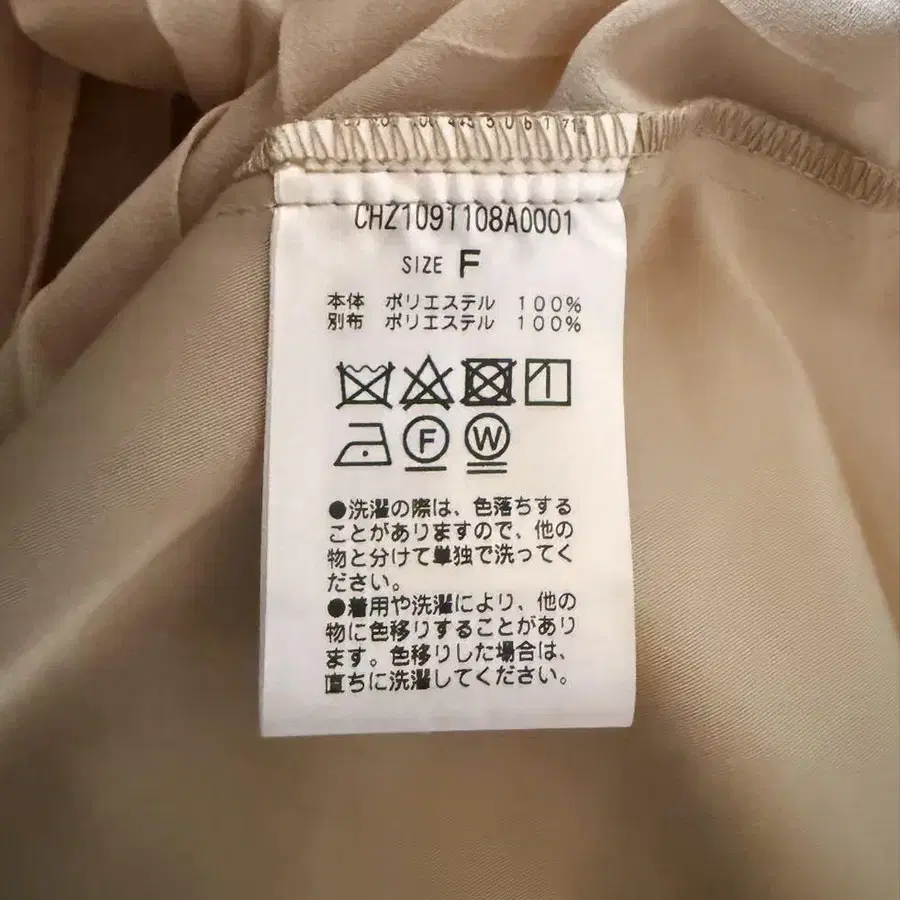 CHZ1091108A0001
SIZE F
本体 ポリエステル 100%
別布 ポリエステル 100%
F W
●洗濯の際は、色落ちする
ことがありますので、他の
物と分けて単独で洗ってく
ださい。
●着用や洗濯により、他の
物に色移りすることがあり
ます。色移りした場合は、
直ちに洗濯してください。